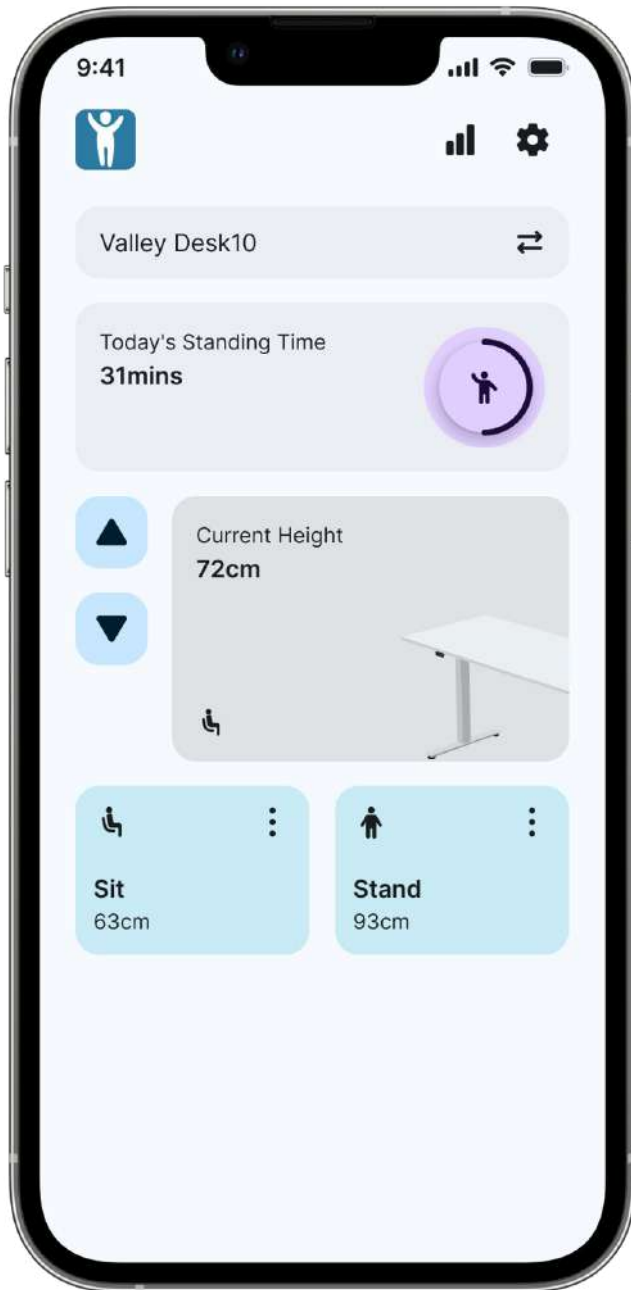 9:41
Valley Desk10
Today's Standing Time
31mins
Current Height
72cm
Sit
63cm
Stand
93cm